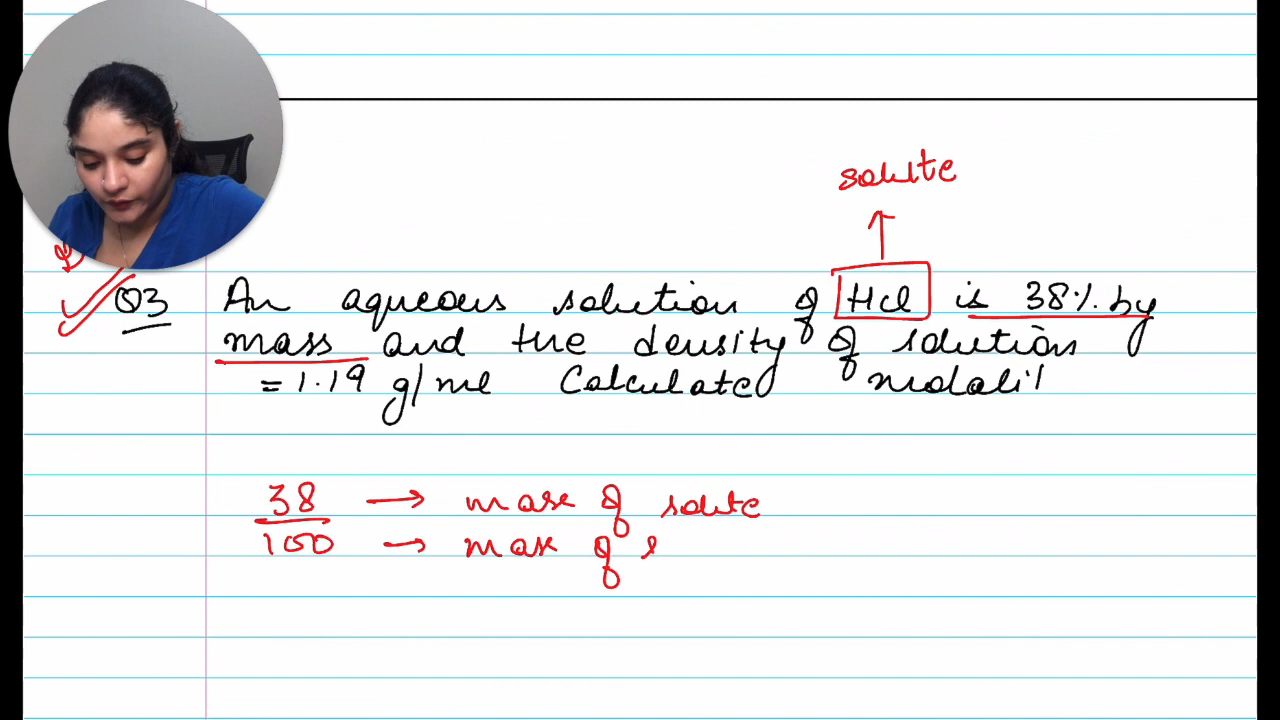 solute
Q3 An aqueous solution of HCl is 38% by
mass and the density of solution
= 1.19 g/ml Calculate molali
38 → mass of solute
100 → mass of s